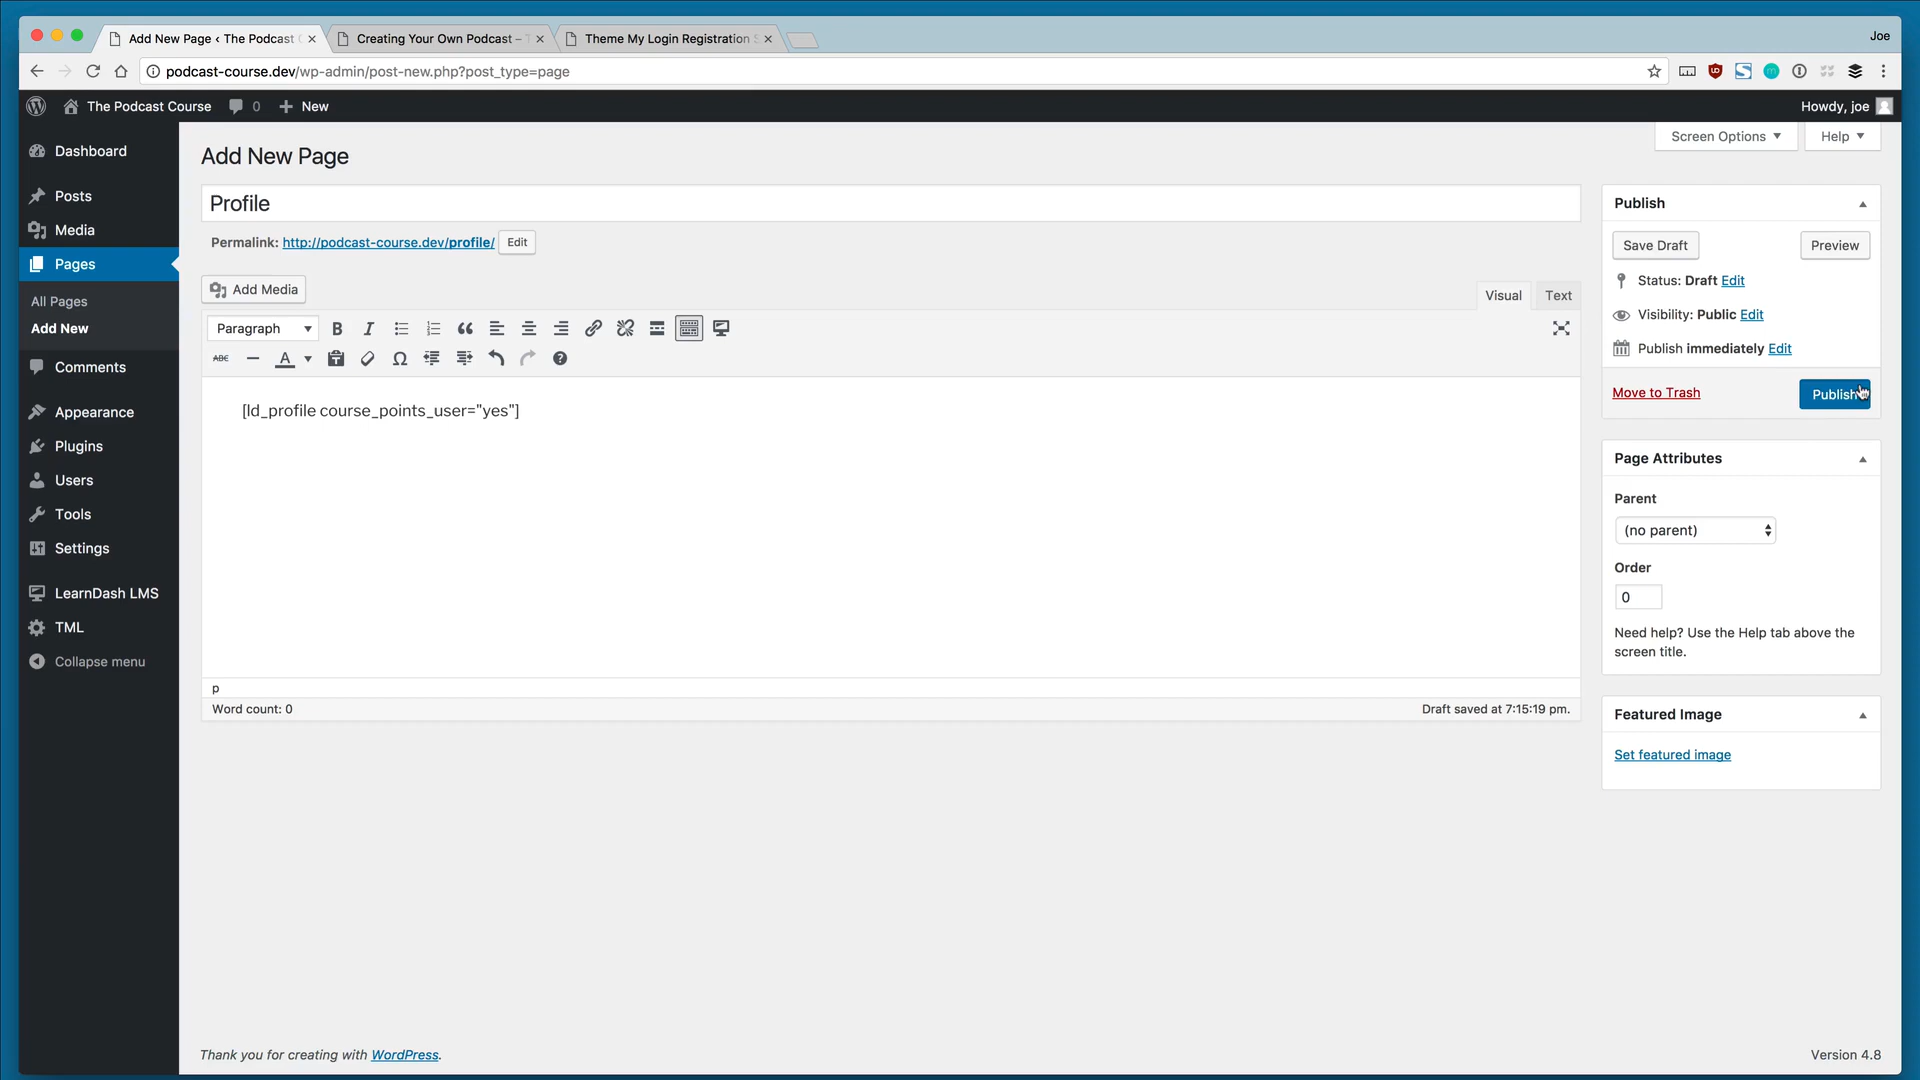 Add New Page ‹ The Podcast C
Creating Your Own Podcast – T
Theme My Login Registration S
Joe
podcast-course.dev/wp-admin/post-new.php?post_type=page
The Podcast Course
0
New
Howdy, joe
Screen Options
Help
Dashboard
Posts
Media
Pages
All Pages
Add New
Comments
Appearance
Plugins
Users
Tools
Settings
LearnDash LMS
TML
Collapse menu
Add New Page
Profile
Permalink: http://podcast-course.dev/profile/ Edit
Add Media
Visual
Text
Paragraph
B I
ABC
A
[ld_profile course_points_user="yes"]
p
Word count: 0
Draft saved at 7:15:19 pm.
Publish
Save Draft
Preview
Status: Draft Edit
Visibility: Public Edit
Publish immediately Edit
Move to Trash
Publish
Page Attributes
Parent
(no parent)
Order
0
Need help? Use the Help tab above the
screen title.
Featured Image
Set featured image
Thank you for creating with WordPress.
Version 4.8